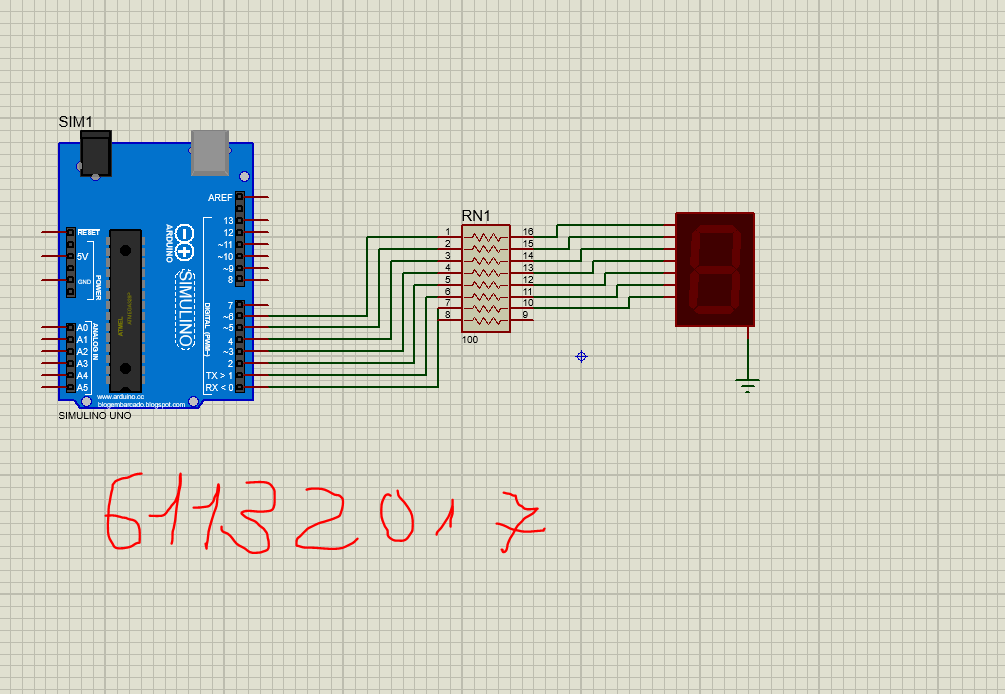 SIM1
AREF
13
12
~11
~10
~9
8
7
~6
~5
4
~3
2
TX > 1
RX < 0
RESET
5V
GND
POWER
A0
A1
A2
A3
A4
A5
ANALOG IN
ATMEL
ARDUINO
SIMULINO
DIGITAL (PWM~)
www.arduino.cc
blogembarcado.blogspot.com
SIMULINO UNO
RN1
1 16
2 15
3 14
4 13
5 12
6 11
7 10
8 9
100
61132017